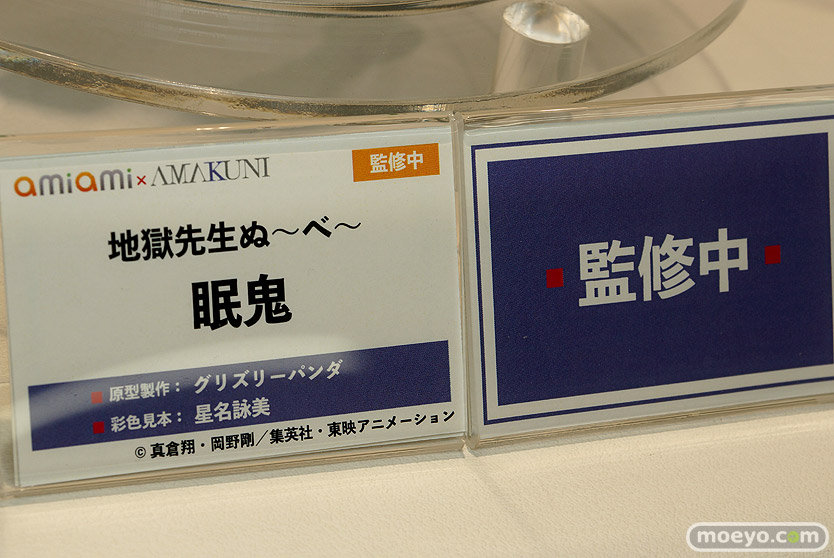 amiami×AMAKUNI
監修中
地獄先生ぬ～べ～
眠鬼
■ 原型製作：グリズリーパンダ
■ 彩色見本：星名詠美
©真倉翔・岡野剛／集英社・東映アニメーション
■監修中■
moeyo.com